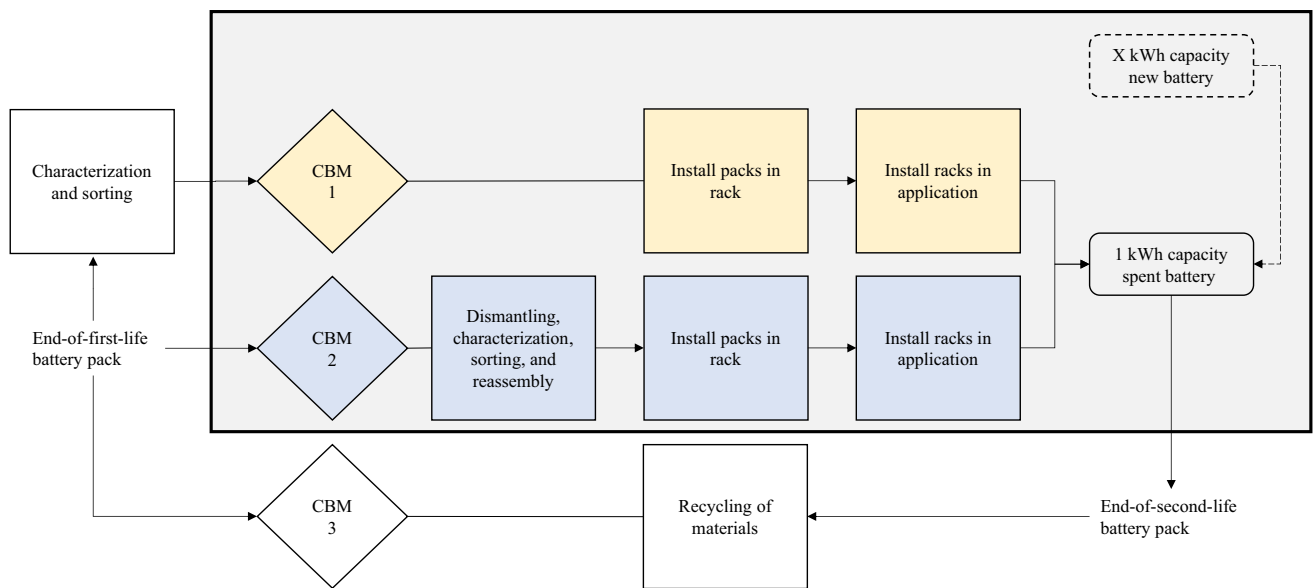 X kWh capacity
new battery
Characterization
and sorting
CBM
1
Install packs in
rack
Install racks in
application
1 kWh capacity
spent battery
End-of-first-life
battery pack
CBM
2
Dismantling,
characterization,
sorting, and
reassembly
Install packs in
rack
Install racks in
application
CBM
3
Recycling of
materials
End-of-second-life
battery pack